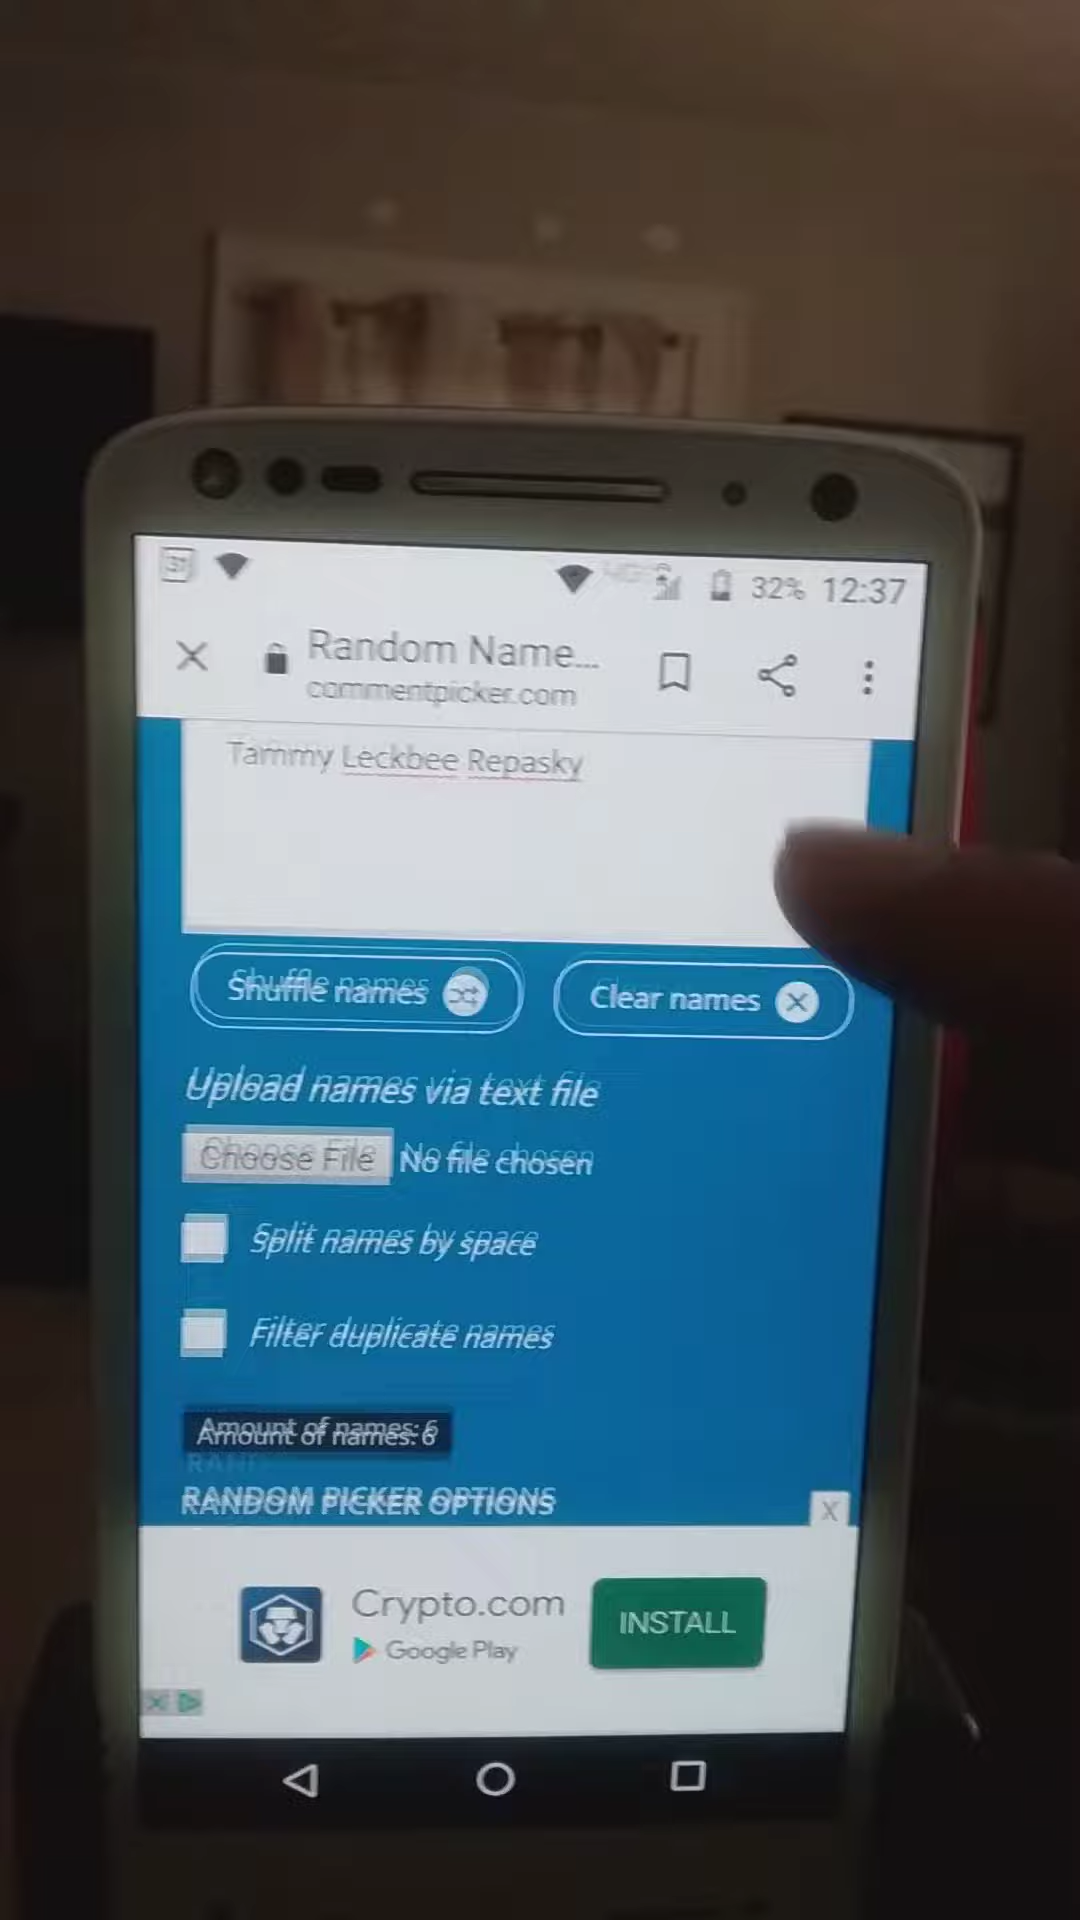 31
32% 12:37
Random Name...
commentpicker.com
Tammy Leckbee Repasky
Shuffle names
Clear names
Upload names via text file
Choose File No file chosen
Split names by space
Filter duplicate names
Amount of names: 6
RANDOM PICKER OPTIONS
X
Crypto.com
Google Play
INSTALL